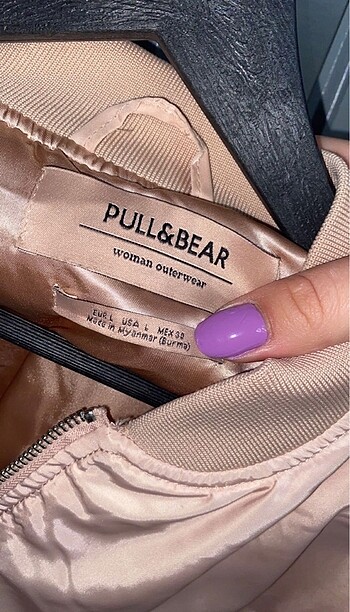 PULL&BEAR
woman outerwear
EUR L USA L MEX 30
Made in Myanmar (Burma)